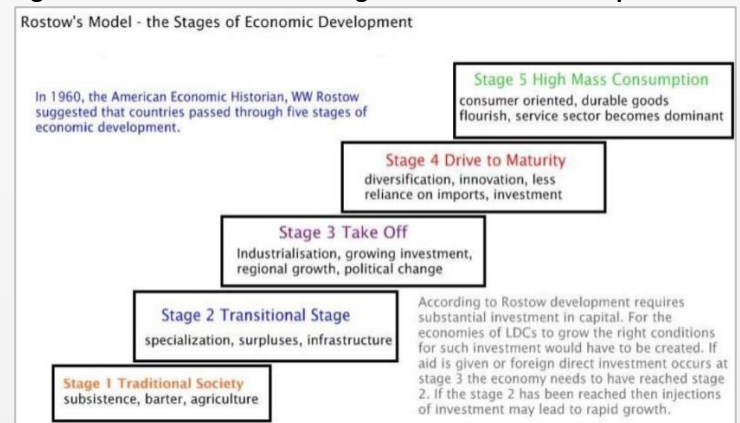 Rostow's Model - the Stages of Economic Development
In 1960, the American Economic Historian, WW Rostow
suggested that countries passed through five stages of
economic development.
Stage 5 High Mass Consumption
consumer oriented, durable goods
flourish, service sector becomes dominant
Stage 4 Drive to Maturity
diversification, innovation, less
reliance on imports, investment
Stage 3 Take Off
Industrialisation, growing investment,
regional growth, political change
Stage 2 Transitional Stage
specialization, surpluses, infrastructure
Stage 1 Traditional Society
subsistence, barter, agriculture
According to Rostow development requires
substantial investment in capital. For the
economies of LDCs to grow the right conditions
for such investment would have to be created. If
aid is given or foreign direct investment occurs at
stage 3 the economy needs to have reached stage
2. If the stage 2 has been reached then injections
of investment may lead to rapid growth.